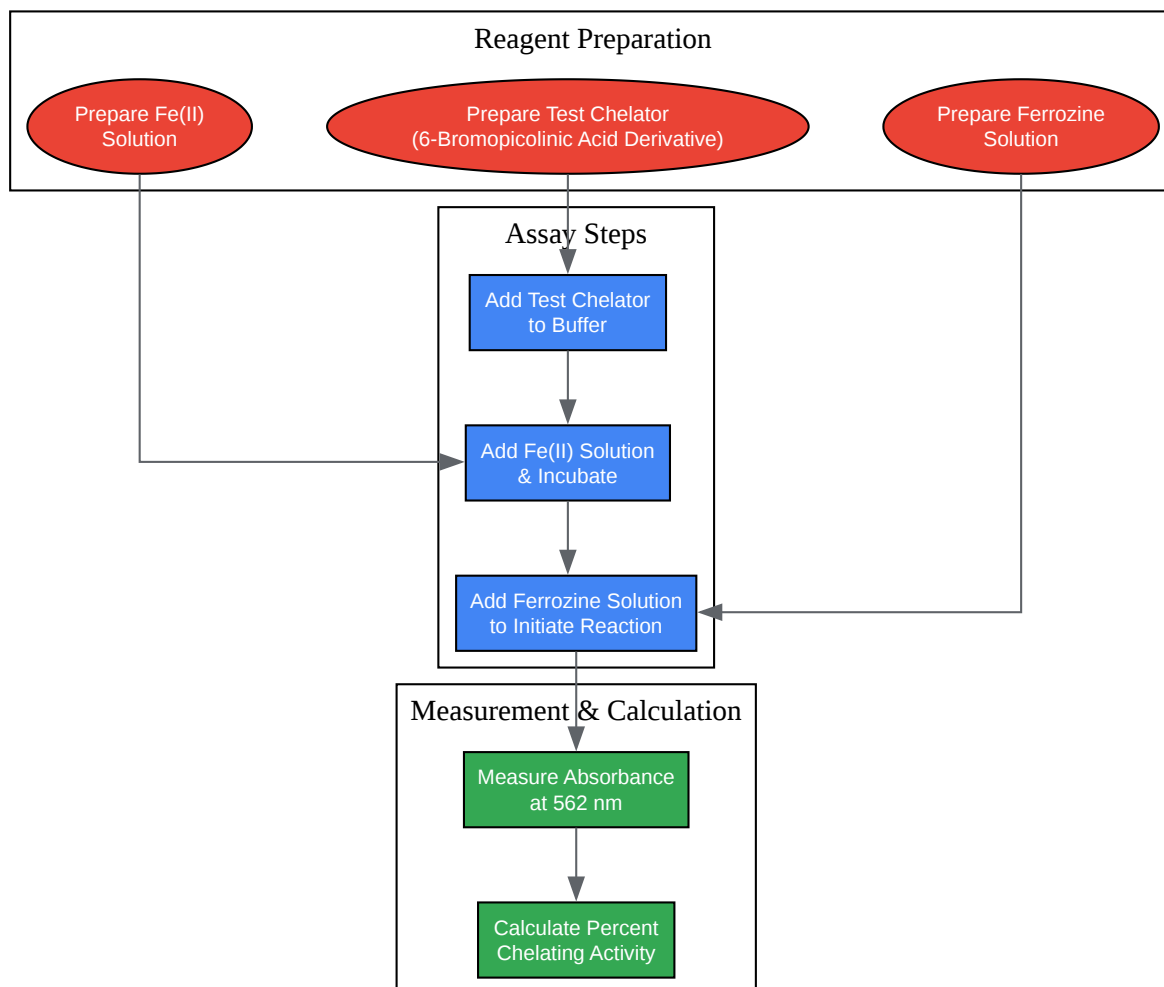 Reagent Preparation
Prepare Fe(II)
Solution
Prepare Test Chelator
(6-Bromopicolinic Acid Derivative)
Prepare Ferrozine
Solution
Assay Steps
Add Test Chelator
to Buffer
Add Fe(II) Solution
& Incubate
Add Ferrozine Solution
to Initiate Reaction
Measurement & Calculation
Measure Absorbance
at 562 nm
Calculate Percent
Chelating Activity